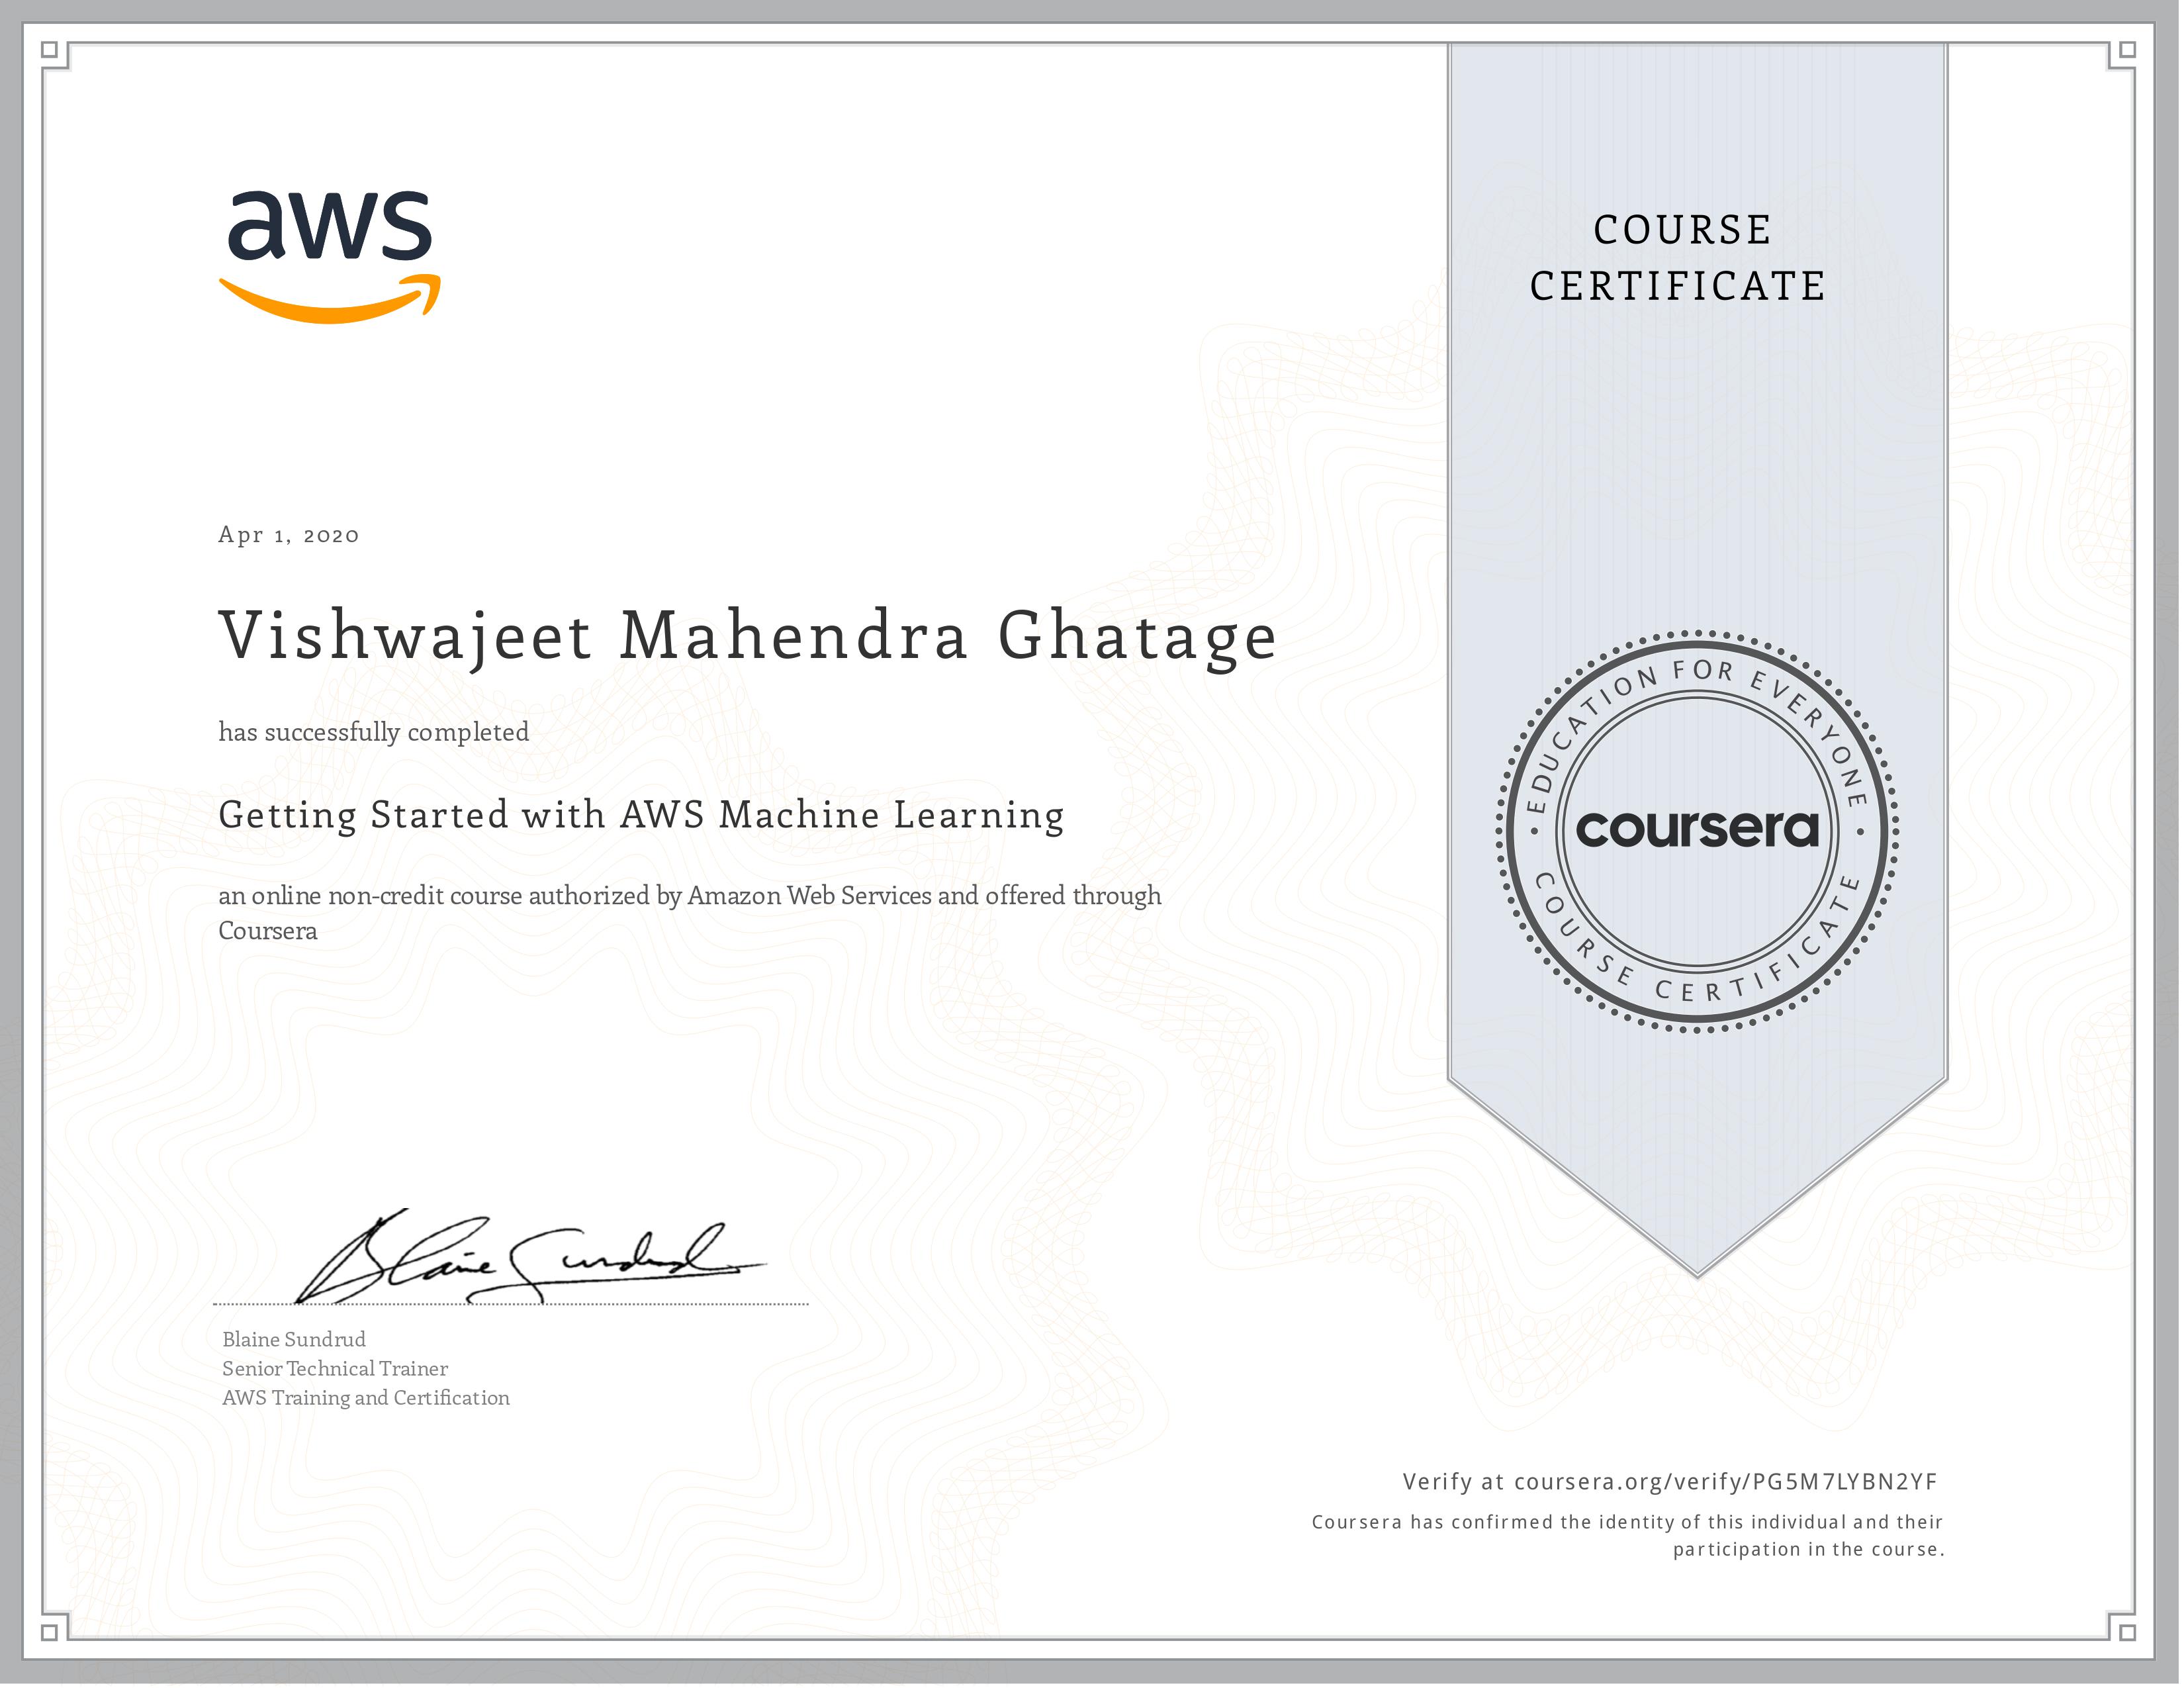 aws
COURSE
CERTIFICATE
Apr 1, 2020
Vishwajeet Mahendra Ghatage
has successfully completed
Getting Started with AWS Machine Learning
an online non-credit course authorized by Amazon Web Services and offered through
Coursera
EDUCATION FOR EVERYONE
coursera
COURSE CERTIFICATE
Blaine Sundrud
Blaine Sundrud
Senior Technical Trainer
AWS Training and Certification
Verify at coursera.org/verify/PG5M7LYBN2YF
Coursera has confirmed the identity of this individual and their
participation in the course.